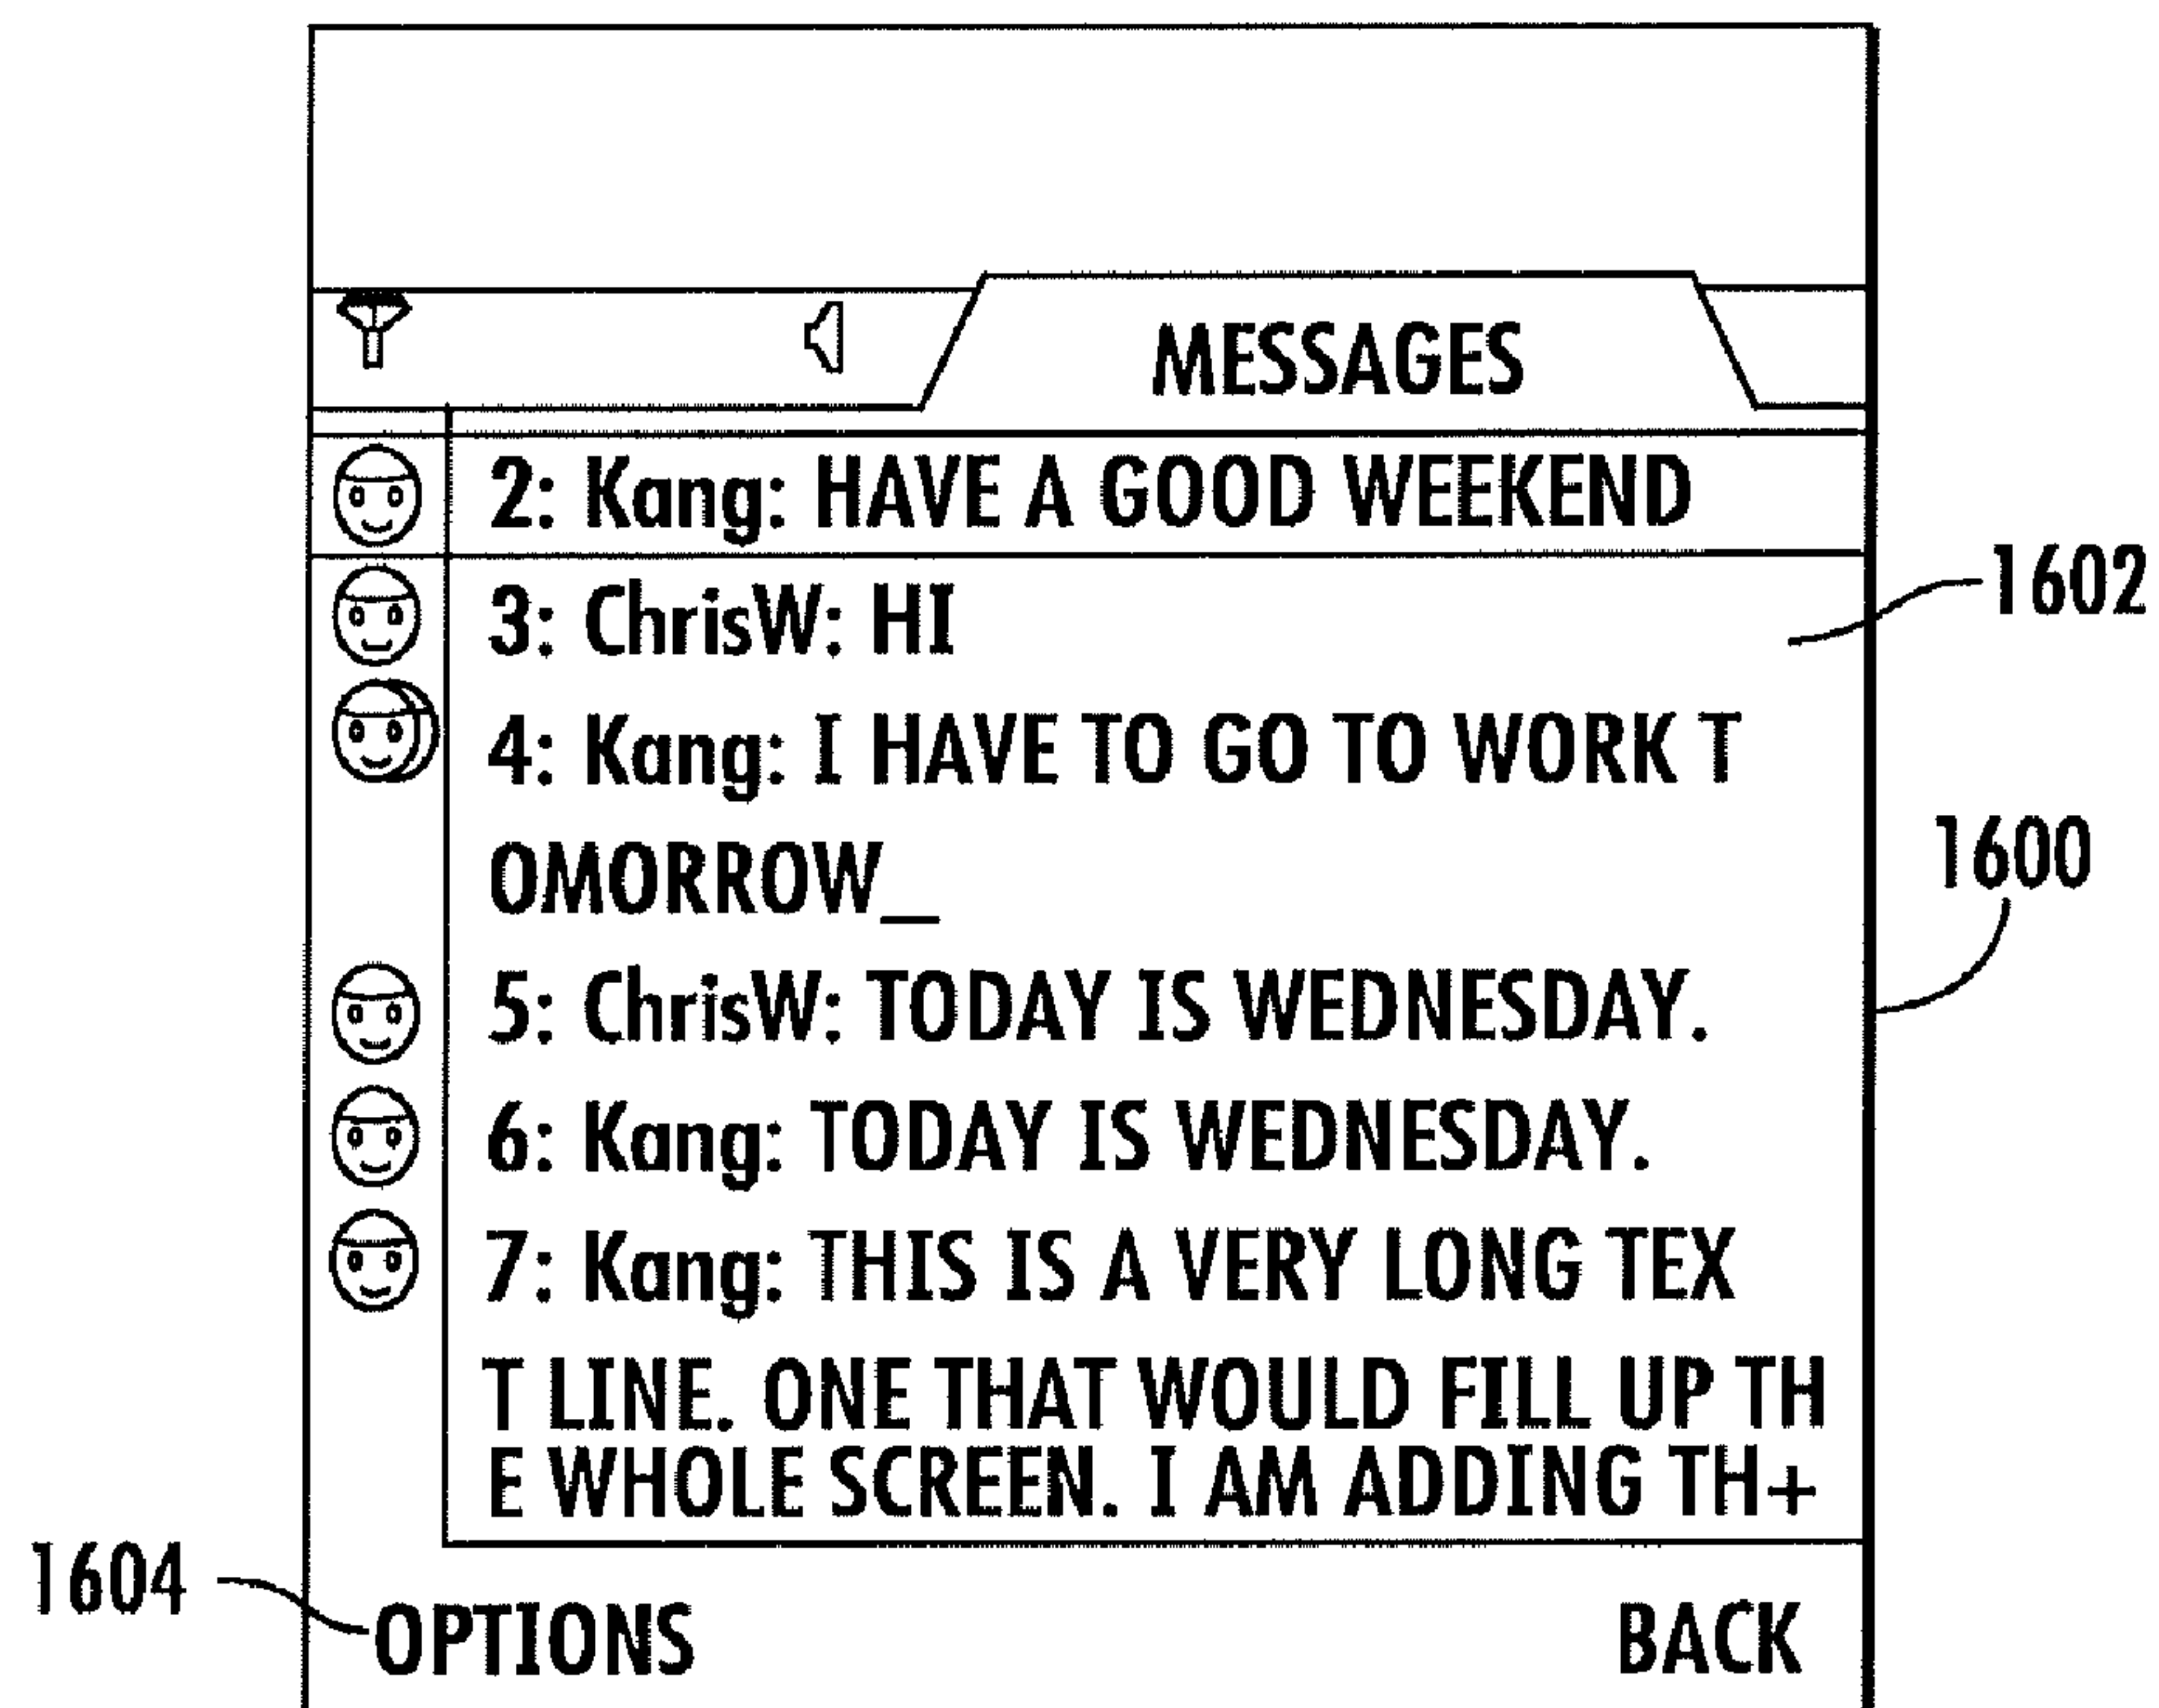 MESSAGES
2: Kang: HAVE A GOOD WEEKEND
1602
3: ChrisW: HI
4: Kang: I HAVE TO GO TO WORK T
OMORROW_
1600
5: ChrisW: TODAY IS WEDNESDAY.
6: Kang: TODAY IS WEDNESDAY.
7: Kang: THIS IS A VERY LONG TEX
T LINE. ONE THAT WOULD FILL UP TH
E WHOLE SCREEN. I AM ADDING TH+
1604
OPTIONS
BACK